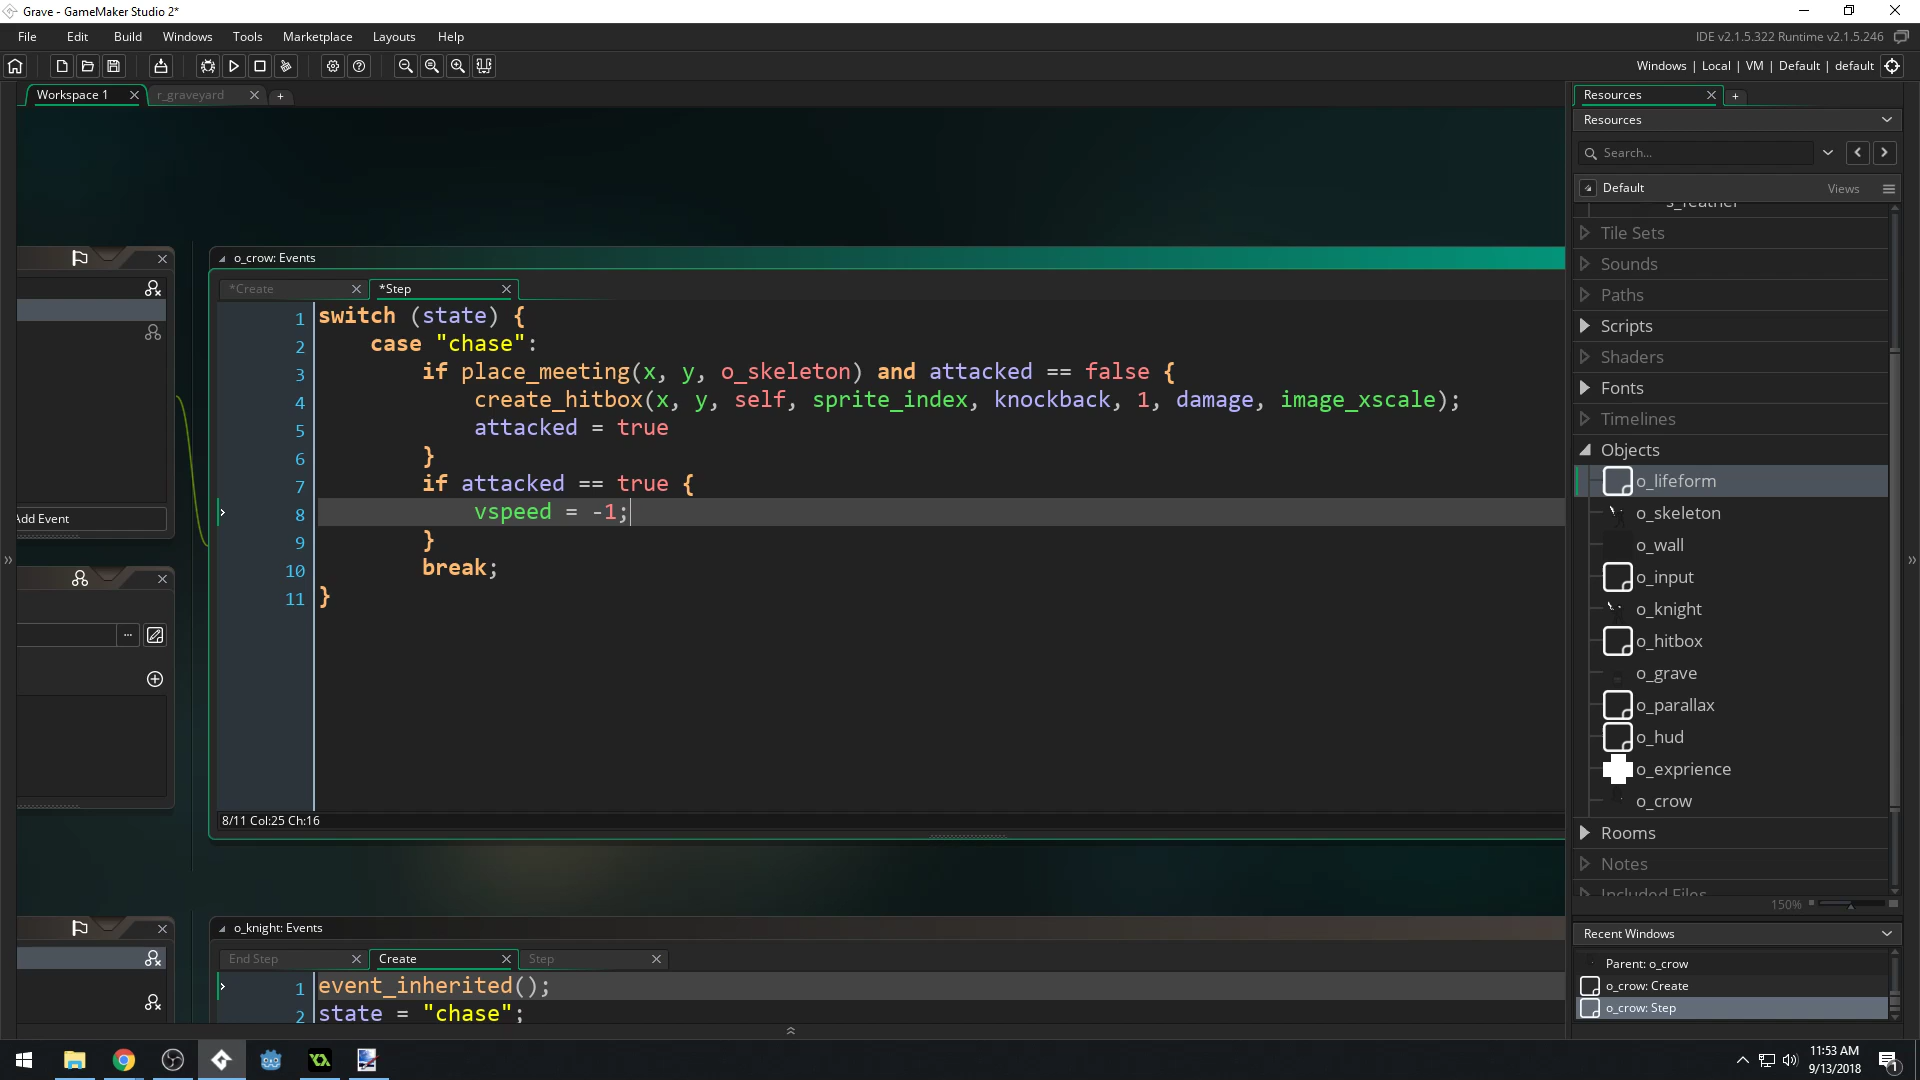 Grave - GameMaker Studio 2*
File Edit Build Windows Tools Marketplace Layouts Help
IDE v2.1.5.322 Runtime v2.1.5.246
Windows | Local | VM | Default | default
Workspace 1
r_graveyard
o_crow: Events
*Create
*Step
1 switch (state) {
2 case "chase":
3 if place_meeting(x, y, o_skeleton) and attacked == false {
4 create_hitbox(x, y, self, sprite_index, knockback, 1, damage, image_xscale);
5 attacked = true
6 }
7 if attacked == true {
8 vspeed = -1;
9 }
10 break;
11 }
8/11 Col:25 Ch:16
Add Event
o_knight: Events
End Step
Create
Step
1 event_inherited();
2 state = "chase";
Resources
Resources
Search...
Default
Views
s_feather
Tile Sets
Sounds
Paths
Scripts
Shaders
Fonts
Timelines
Objects
o_lifeform
o_skeleton
o_wall
o_input
o_knight
o_hitbox
o_grave
o_parallax
o_hud
o_exprience
o_crow
Rooms
Notes
Included Files
150%
Recent Windows
Parent: o_crow
o_crow: Create
o_crow: Step
11:53 AM
9/13/2018
1